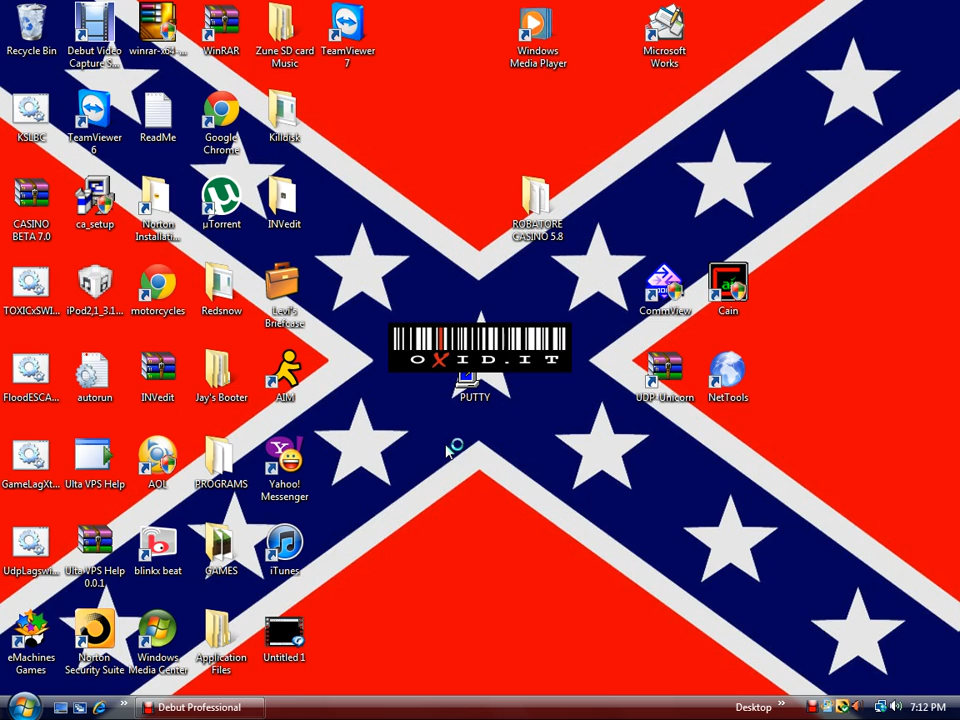 Recycle Bin
Debut Video
Capture S...
winrar-x64-...
WinRAR
Zune SD card
Music
TeamViewer
7
Windows
Media Player
Microsoft
Works
KSLBC
TeamViewer
6
ReadMe
Google
Chrome
Killdisk
CASINO
BETA 7.0
ca_setup
Norton
Installati...
µTorrent
INVedit
ROBATORE
CASINO 5.8
TOXICxSWI...
iPod2,1_3.1...
motorcycles
Redsnow
Levi's
Briefcase
CommView
Cain
OXID.IT
FloodESCA...
autorun
INVedit
Jay's Booter
AIM
PUTTY
UDP Unicorn
NetTools
GameLagXt...
Ulta VPS Help
AOL
PROGRAMS
Yahoo!
Messenger
UdpLagswi...
Ulta VPS Help
0.0.1
blinkx beat
GAMES
iTunes
eMachines
Games
Norton
Security Suite
Windows
Media Center
Application
Files
Untitled 1
Debut Professional
Desktop
7:12 PM